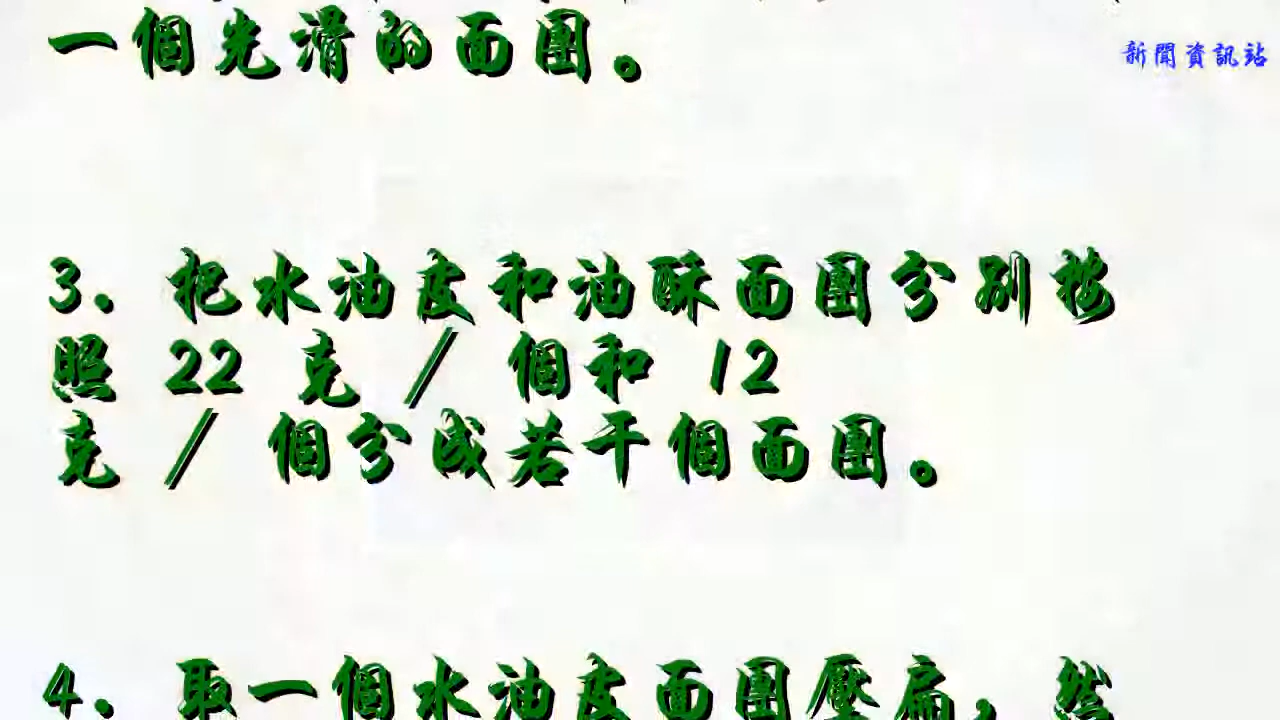 一個光滑的面團。
新聞資訊站
3. 把水油皮和油酥面團分別按
照 22 克 / 個和 12
克 / 個分成若干個面團。
4. 取一個水油皮面團壓扁，然